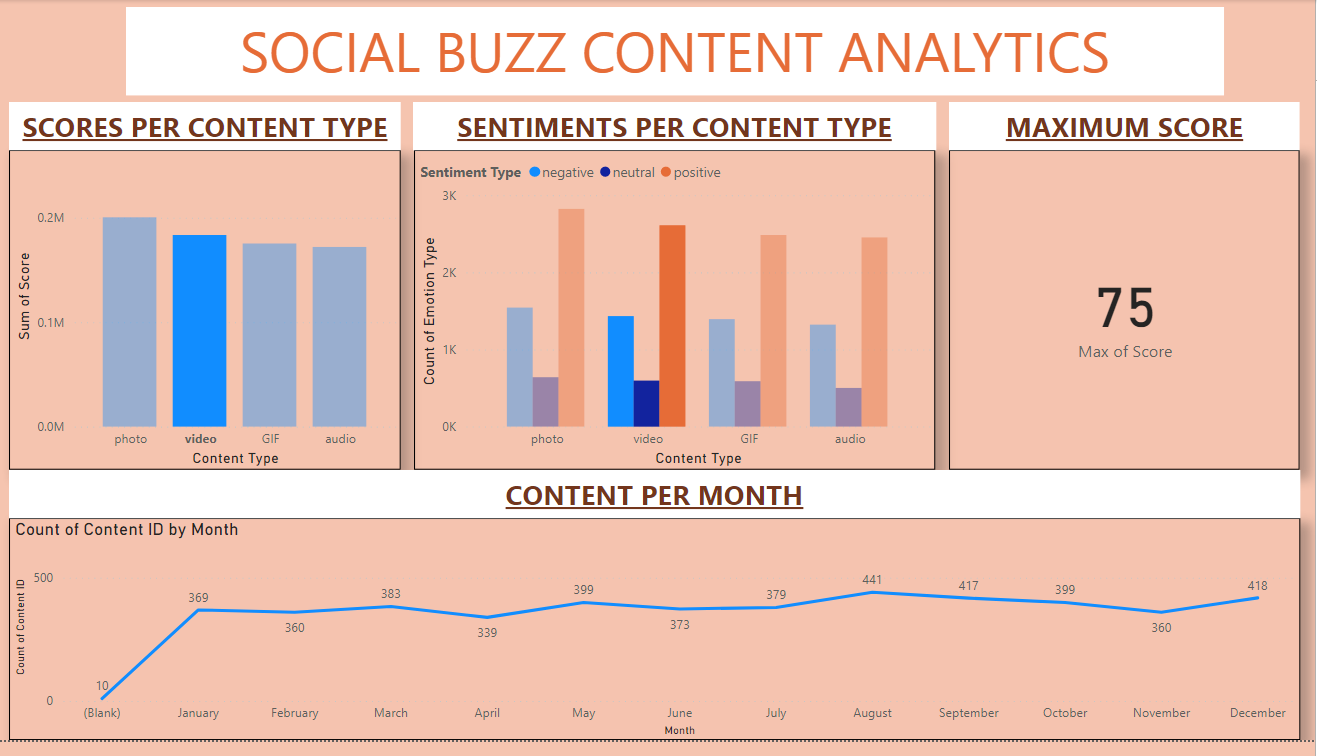 SOCIAL BUZZ CONTENT ANALYTICS
SCORES PER CONTENT TYPE
Sum of Score
0.2M
0.1M
0.0M
photo video GIF audio
Content Type
SENTIMENTS PER CONTENT TYPE
Sentiment Type negative neutral positive
Count of Emotion Type
3K
2K
1K
0K
photo video GIF audio
Content Type
MAXIMUM SCORE
75
Max of Score
CONTENT PER MONTH
Count of Content ID by Month
Count of Content ID
500
0
10 369 360 383 339 399 373 379 441 417 399 360 418
(Blank) January February March April May June July August September October November December
Month